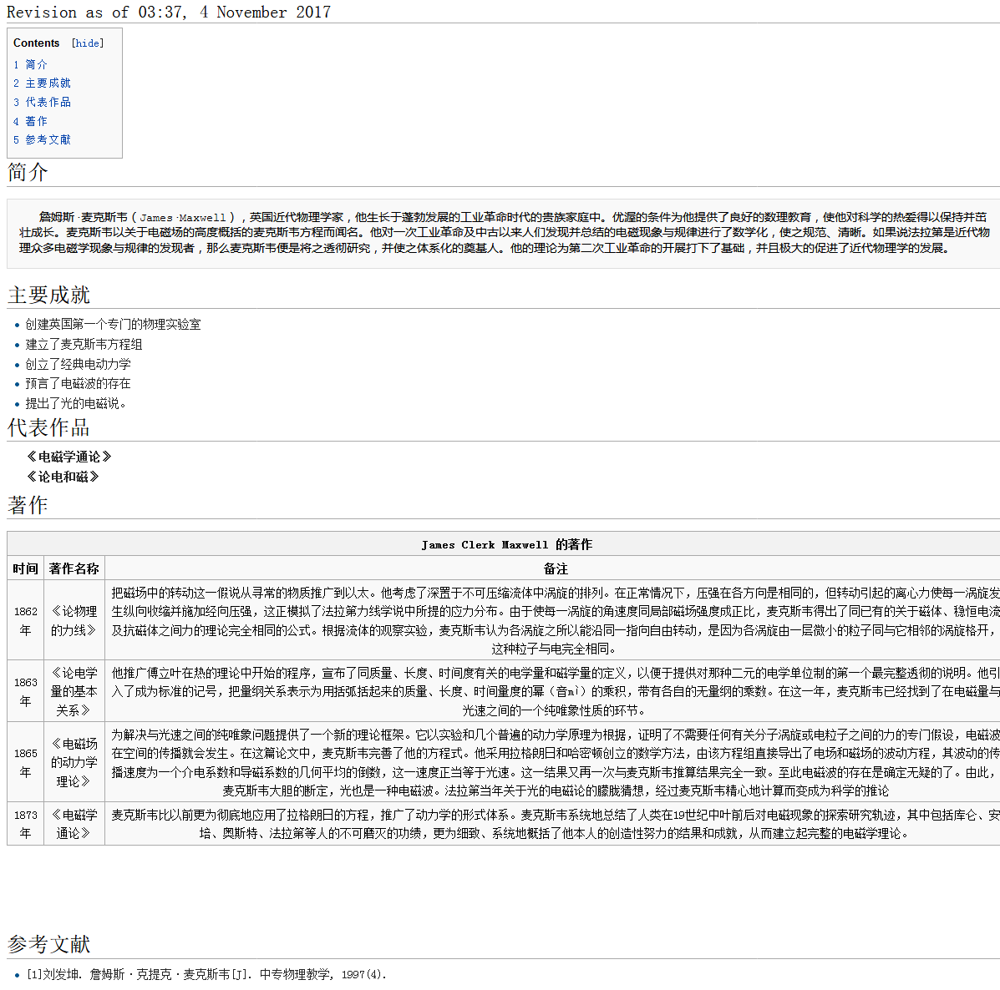 Revision as of 03:37, 4 November 2017
Contents [hide]
1 简介
2 主要成就
3 代表作品
4 著作
5 参考文献
简介
詹姆斯·麦克斯韦（James·Maxwell），英国近代物理学家，他生长于蓬勃发展的工业革命时代的贵族家庭中。优渥的条件为他提供了良好的数理教育，使他对科学的热爱得以保持并茁
壮成长。麦克斯韦以关于电磁场的高度概括的麦克斯韦方程而闻名。他对一次工业革命及中古以来人们发现并总结的电磁现象与规律进行了数学化，使之规范、清晰。如果说法拉第是近代物
理众多电磁学现象与规律的发现者，那么麦克斯韦便是将之透彻研究，并使之体系化的奠基人。他的理论为第二次工业革命的开展打下了基础，并且极大的促进了近代物理学的发展。
主要成就
创建英国第一个专门的物理实验室
建立了麦克斯韦方程组
创立了经典电动力学
预言了电磁波的存在
提出了光的电磁说。
代表作品
《电磁学通论》
《论电和磁》
著作
James Clerk Maxwell 的著作
时间 著作名称 备注
1862年 《论物理的力线》 把磁场中的转动这一假说从寻常的物质推广到以太。他考虑了深置于不可压缩流体中涡旋的排列。在正常情况下，压强在各方向是相同的，但转动引起的离心力使每一涡旋发
生纵向收缩并施加经向压强，这正模拟了法拉第力线学说中所提的应力分布。由于使每一涡旋的角速度同局部磁场强度成正比，麦克斯韦得出了同已有的关于磁体、稳恒电流
及抗磁体之间力的理论完全相同的公式。根据流体的观察实验，麦克斯韦认为各涡旋之所以能沿同一指向自由转动，是因为各涡旋由一层微小的粒子同与它相邻的涡旋格开，
这种粒子与电完全相同。
1863年 《论电学量的基本关系》 他推广傅立叶在热的理论中开始的程序，宣布了同质量、长度、时间度有关的电学量和磁学量的定义，以便于提供对那种二元的电学单位制的第一个最完整透彻的说明。他引
入了成为标准的记号，把量纲关系表示为用括弧括起来的质量、长度、时间量度的幂（音mì）的乘积，带有各自的无量纲的乘数。在这一年，麦克斯韦已经找到了在电磁量与
光速之间的一个纯唯象性质的环节。
1865年 《电磁场的动力学理论》 为解决与光速之间的纯唯象问题提供了一个新的理论框架。它以实验和几个普遍的动力学原理为根据，证明了不需要任何有关分子涡旋或电粒子之间的力的专门假设，电磁波
在空间的传播就会发生。在这篇论文中，麦克斯韦完善了他的方程式。他采用拉格朗日和哈密顿创立的数学方法，由该方程组直接导出了电场和磁场的波动方程，其波动的传
播速度为一个介电系数和导磁系数的几何平均的倒数，这一速度正当等于光速。这一结果又再一次与麦克斯韦推算结果完全一致。至此电磁波的存在是确定无疑的了。由此，
麦克斯韦大胆的断定，光也是一种电磁波。法拉第当年关于光的电磁论的朦胧猜想，经过麦克斯韦精心地计算而变成为科学的推论
1873年 《电磁学通论》 麦克斯韦比以前更为彻底地应用了拉格朗日的方程，推广了动力学的形式体系。麦克斯韦系统地总结了人类在19世纪中叶前后对电磁现象的探索研究轨迹，其中包括库仑、安
培、奥斯特、法拉第等人的不可磨灭的功绩，更为细致、系统地概括了他本人的创造性努力的结果和成就，从而建立起完整的电磁学理论。
参考文献
[1]刘发坤. 詹姆斯·克提克·麦克斯韦[J]. 中专物理教学, 1997(4).